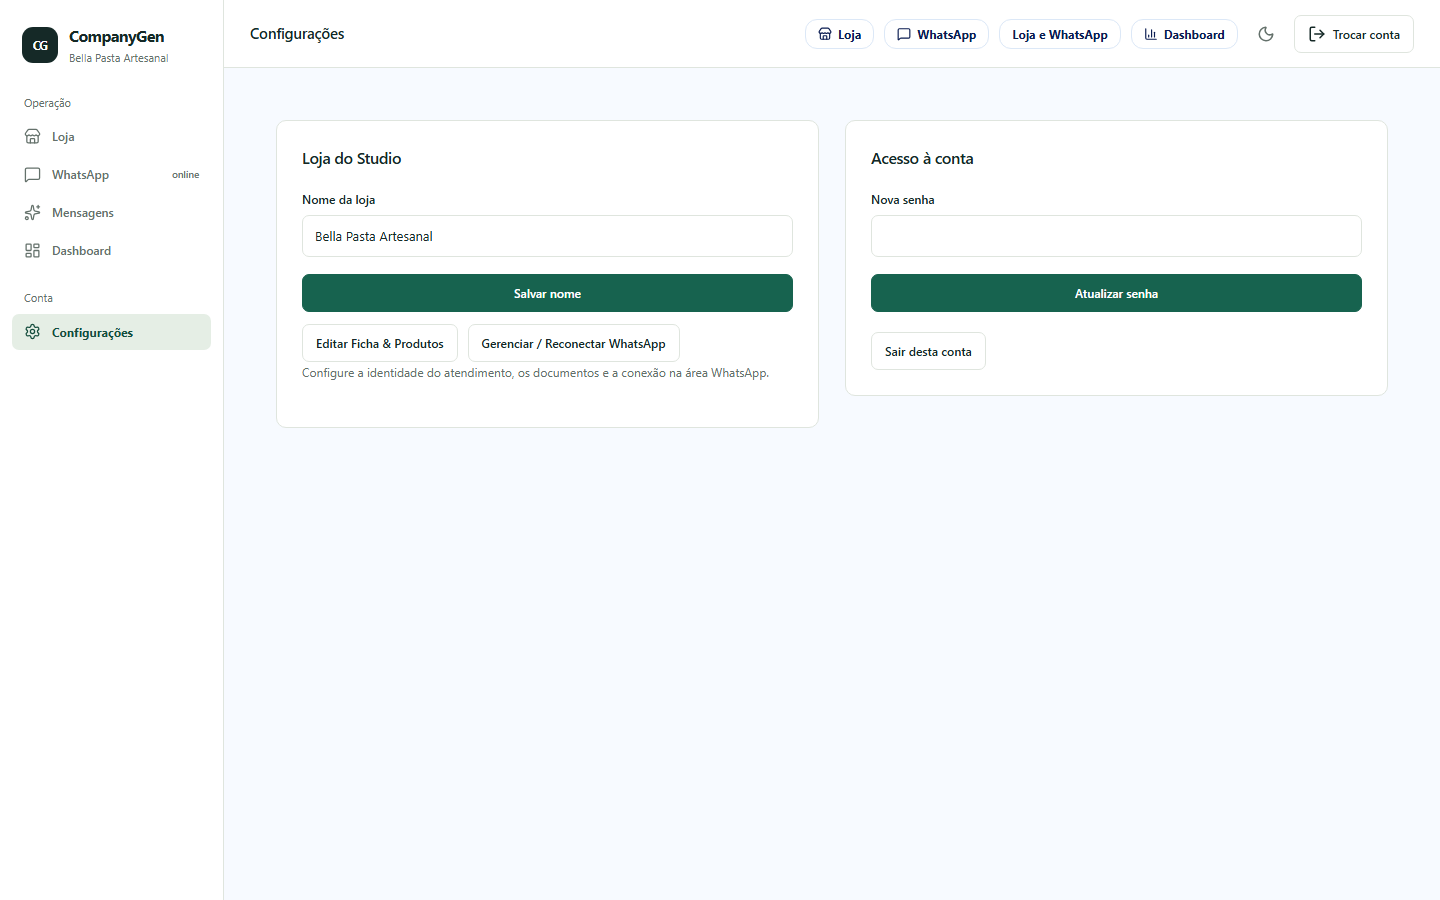 CG
CompanyGen
Bella Pasta Artesanal
Operação
Loja
WhatsApp
online
Mensagens
Dashboard
Conta
Configurações
Configurações
Loja
WhatsApp
Loja e WhatsApp
Dashboard
Trocar conta
Loja do Studio
Nome da loja
Bella Pasta Artesanal
Salvar nome
Editar Ficha & Produtos
Gerenciar / Reconectar WhatsApp
Configure a identidade do atendimento, os documentos e a conexão na área WhatsApp.
Acesso à conta
Nova senha
Atualizar senha
Sair desta conta